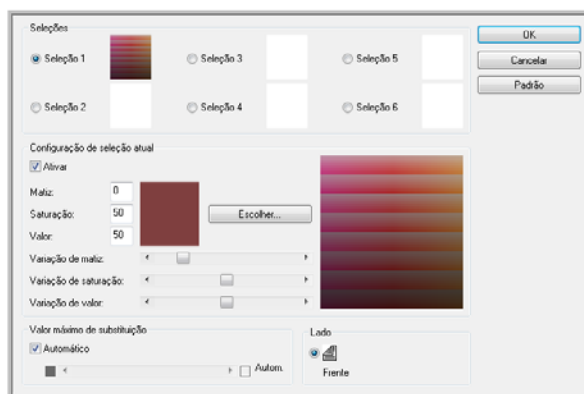 Seleções
Seleção 1
Seleção 3
Seleção 5
Seleção 2
Seleção 4
Seleção 6
OK
Cancelar
Padrão
Configuração de seleção atual
Ativar
Matiz: 0
Saturação: 50
Valor: 50
Escolher...
Variação de matiz:
Variação de saturação:
Variação de valor:
Valor máximo de substituição
Automático
Autom.
Lado
Frente